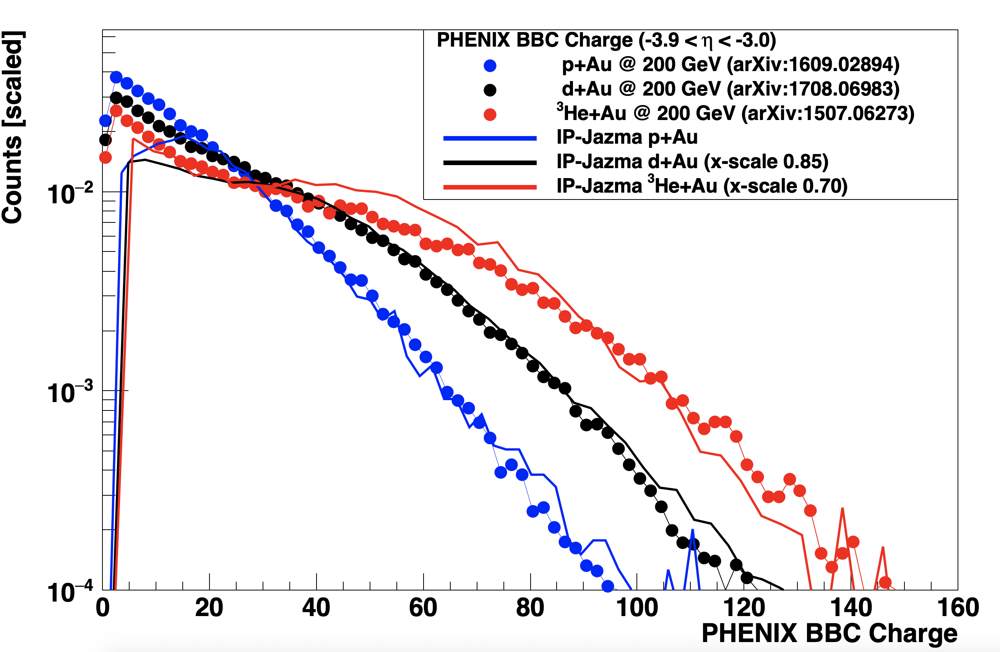 Counts [scaled]
PHENIX BBC Charge (-3.9 < η < -3.0)
p+Au @ 200 GeV (arXiv:1609.02894)
d+Au @ 200 GeV (arXiv:1708.06983)
³He+Au @ 200 GeV (arXiv:1507.06273)
IP-Jazma p+Au
IP-Jazma d+Au (x-scale 0.85)
IP-Jazma ³He+Au (x-scale 0.70)
10⁻²
10⁻³
10⁻⁴
0 20 40 60 80 100 120 140 160
PHENIX BBC Charge